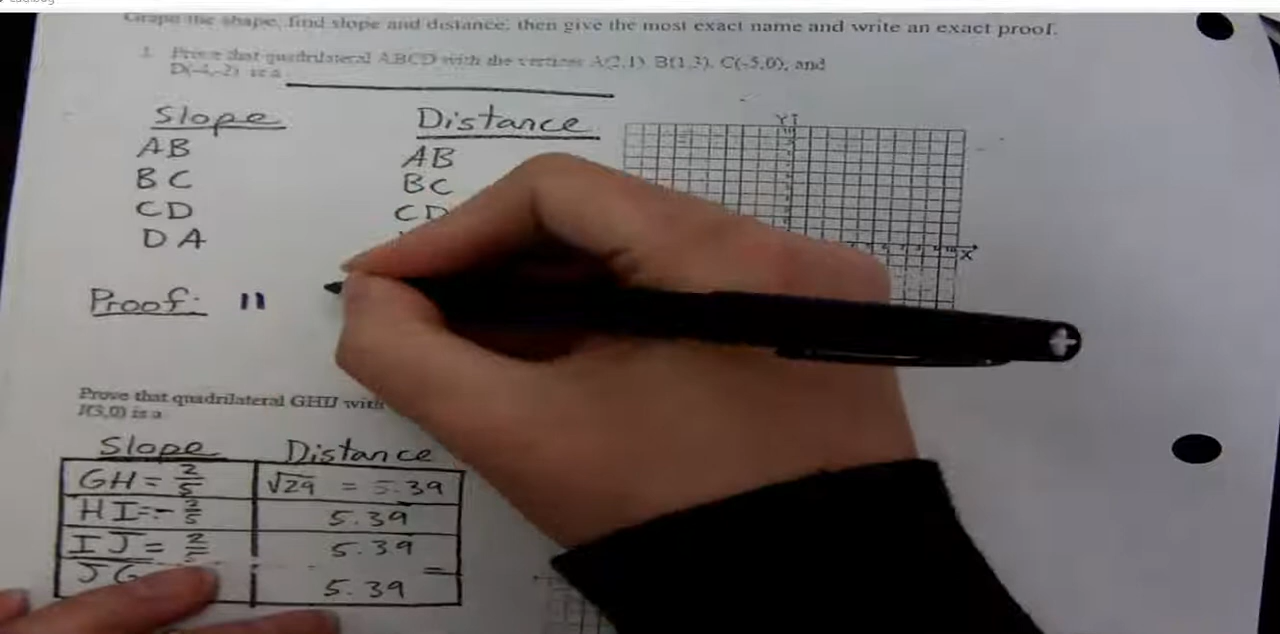 Graph the shape, find slope and distance; then give the most exact name and write an exact proof.
1. Prove that quadrilateral ABCD with the vertices A(2,1), B(1,3), C(-5,0), and
D(-4,-2) is a
Slope
Distance
AB
AB
BC
BC
CD
CD
DA
Y
X
Proof: 11
Prove that quadrilateral GHIJ with
J(3,0) is a
Slope
Distance
GH = 2/5
√29 = 5.39
HI = - 2/5
5.39
IJ = 2/
5.39
JG
=
5.39